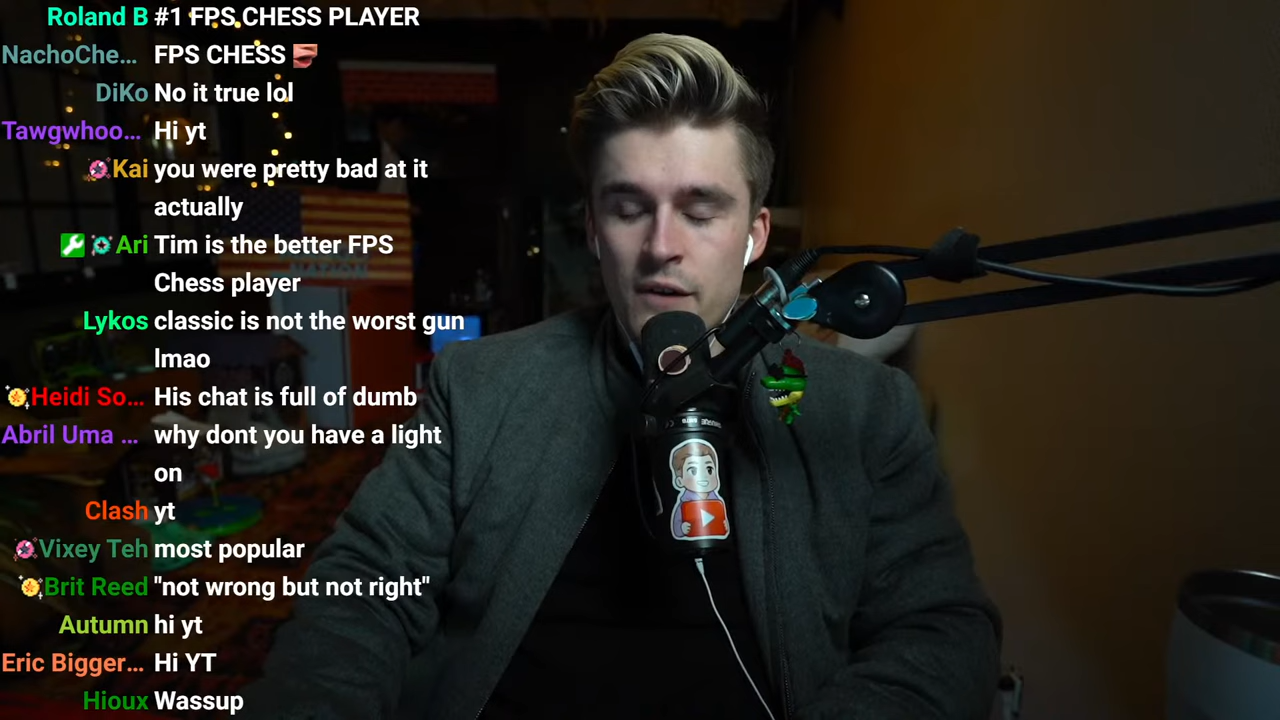 Roland B #1 FPS CHESS PLAYER
NachoChe... FPS CHESS
DiKo No it true lol
Tawgwhoo... Hi yt
Kai you were pretty bad at it
actually
Ari Tim is the better FPS
Chess player
Lykos classic is not the worst gun
lmao
Heidi So... His chat is full of dumb
Abril Uma ... why dont you have a light
on
Clash yt
Vixey Teh most popular
Brit Reed "not wrong but not right"
Autumn hi yt
Eric Bigger... Hi YT
Hioux Wassup